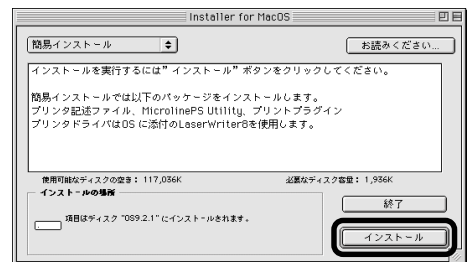 Installer for MacOS
簡易インストール
お読みください...
インストールを実行するには”インストール”ボタンをクリックしてください。
簡易インストールでは以下のパッケージをインストールします。
プリンタ記述ファイル、MicrolinePS Utility、プリントプラグイン
プリンタドライバはOS に添付のLaserWriter8を使用します。
使用可能なディスクの空き： 117,036K
必要なディスク容量： 1,936K
インストールの場所
項目はディスク “OS9.2.1” にインストールされます。
終了
インストール